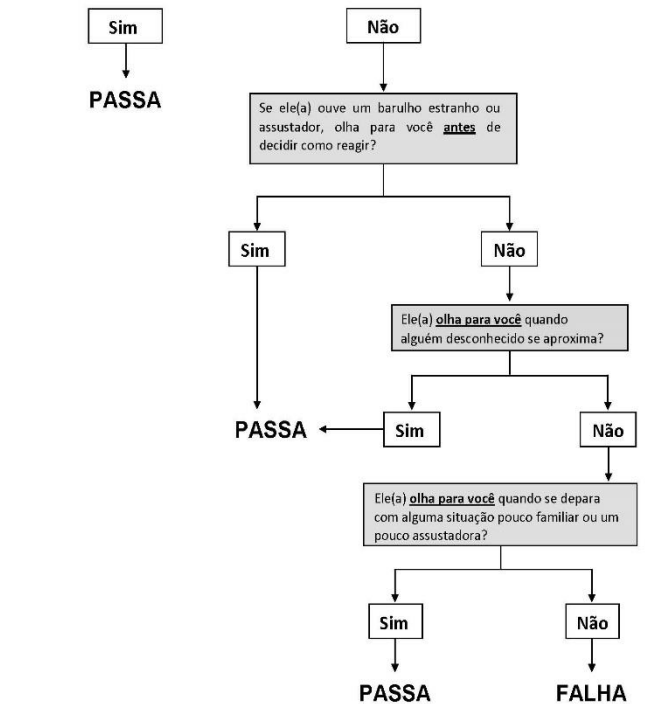 Sim
Não
PASSA
Se ele(a) ouve um barulho estranho ou
assustador, olha para você antes de
decidir como reagir?
Sim
Não
Ele(a) olha para você quando
alguém desconhecido se aproxima?
PASSA
Sim
Não
Ele(a) olha para você quando se depara
com alguma situação pouco familiar ou um
pouco assustadora?
Sim
Não
PASSA
FALHA